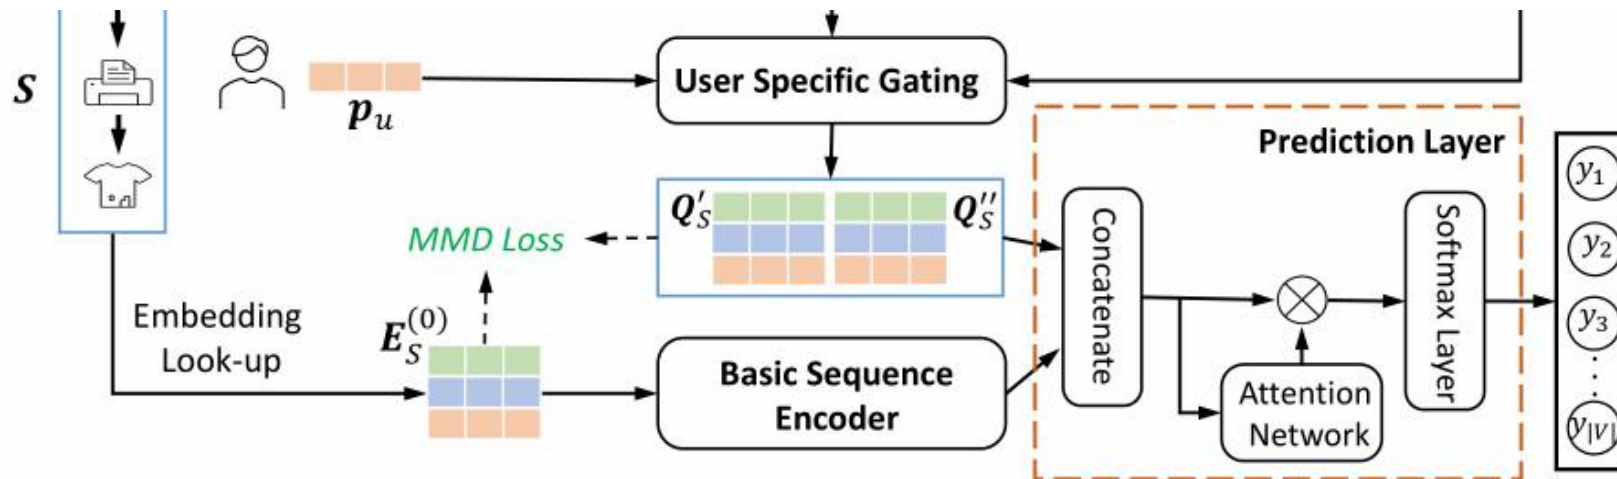 S
p_u
User Specific Gating
Prediction Layer
Q'_S
Q''_S
MMD Loss
Embedding
Look-up
E_S^{(0)}
Basic Sequence
Encoder
Concatenate
Attention
Network
Softmax Layer
y_1
y_2
y_3
⋮
y_{|V|}